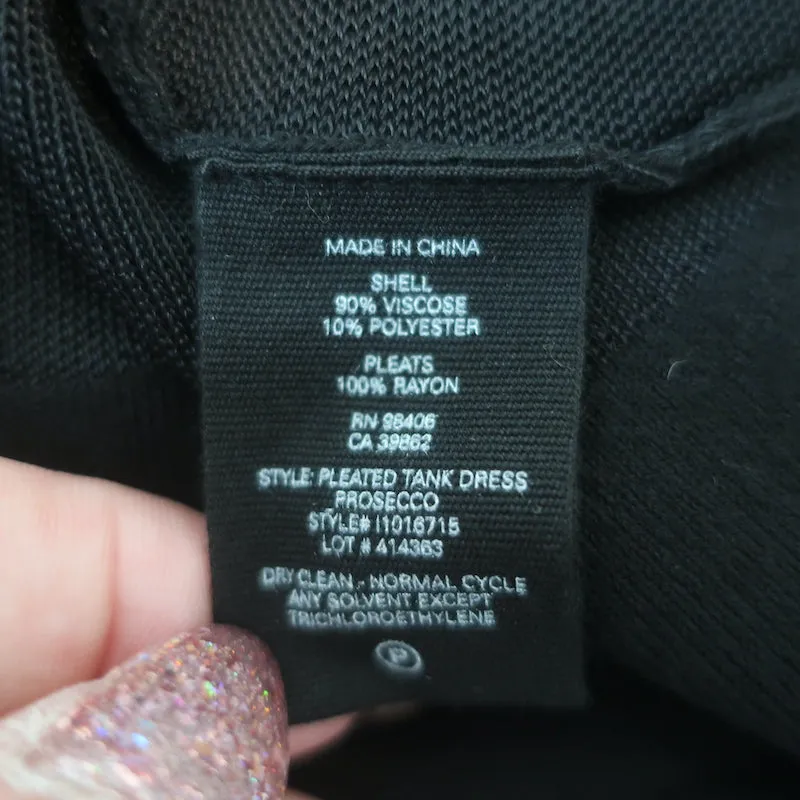 MADE IN CHINA
SHELL
90% VISCOSE
10% POLYESTER
PLEATS
100% RAYON
RN 98406
CA 39862
STYLE: PLEATED TANK DRESS
PROSECCO
STYLE# I1016715
LOT # 414363
DRY CLEAN - NORMAL CYCLE
ANY SOLVENT EXCEPT
TRICHLOROETHYLENE
P